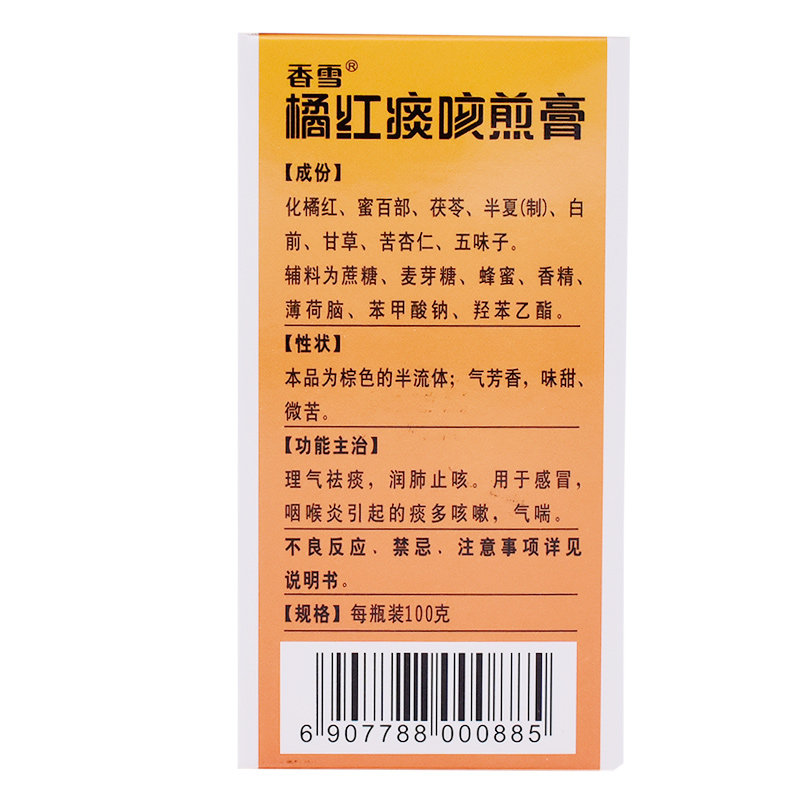 香雪®
橘红痰咳煎膏
【成份】
化橘红、蜜百部、茯苓、半夏(制)、白
前、甘草、苦杏仁、五味子。
辅料为蔗糖、麦芽糖、蜂蜜、香精、
薄荷脑、苯甲酸钠、羟苯乙酯。
【性状】
本品为棕色的半流体；气芳香，味甜、
微苦。
【功能主治】
理气祛痰，润肺止咳。用于感冒，
咽喉炎引起的痰多咳嗽，气喘。
不良反应、禁忌、注意事项详见
说明书。
【规格】每瓶装100克
6 907788 000885